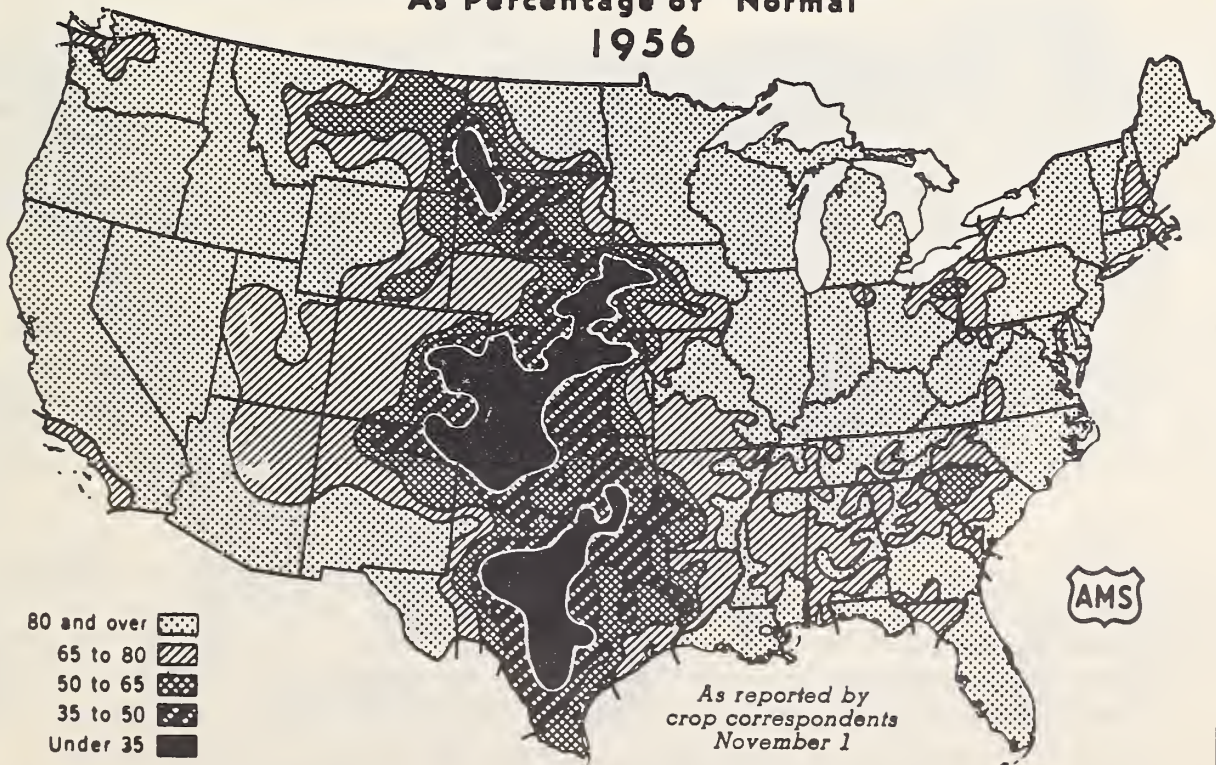 As Percentage of "Normal"
1956
80 and over
65 to 80
50 to 65
35 to 50
Under 35
As reported by
crop correspondents
November 1
AMS